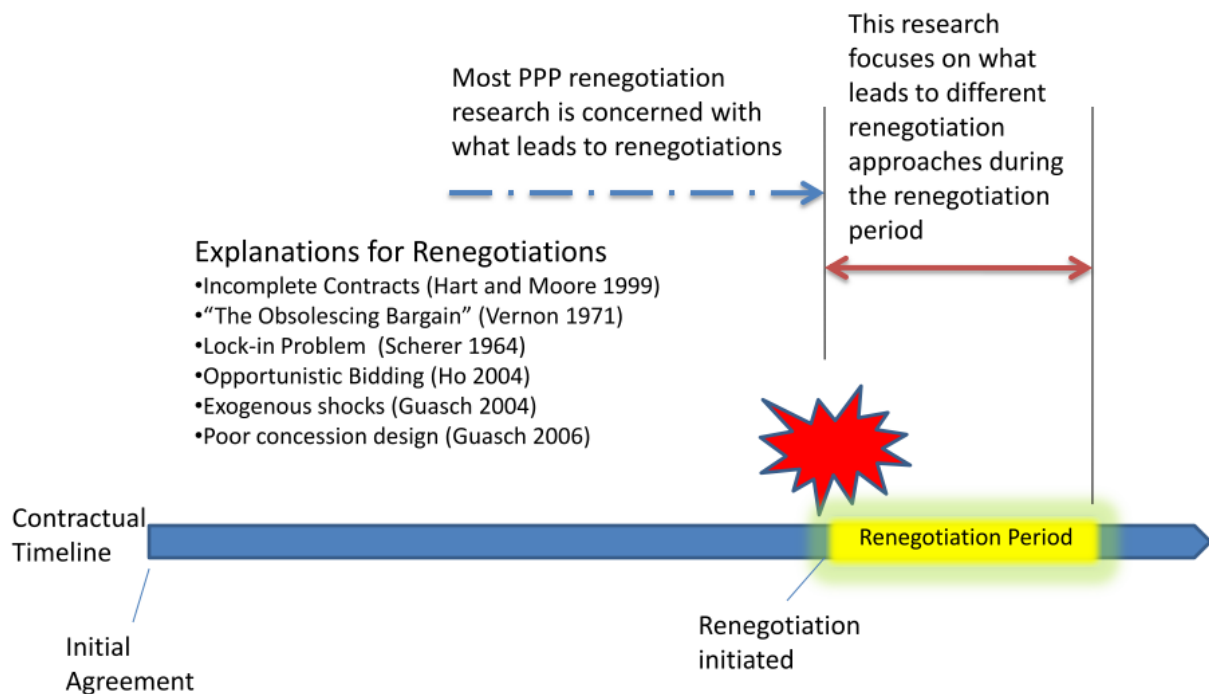 Most PPP renegotiation
research is concerned with
what leads to renegotiations
This research
focuses on what
leads to different
renegotiation
approaches during
the renegotiation
period
Explanations for Renegotiations
•Incomplete Contracts (Hart and Moore 1999)
•“The Obsolescing Bargain” (Vernon 1971)
•Lock-in Problem  (Scherer 1964)
•Opportunistic Bidding (Ho 2004)
•Exogenous shocks (Guasch 2004)
•Poor concession design (Guasch 2006)
Contractual
Timeline
Renegotiation Period
Initial
Agreement
Renegotiation
initiated